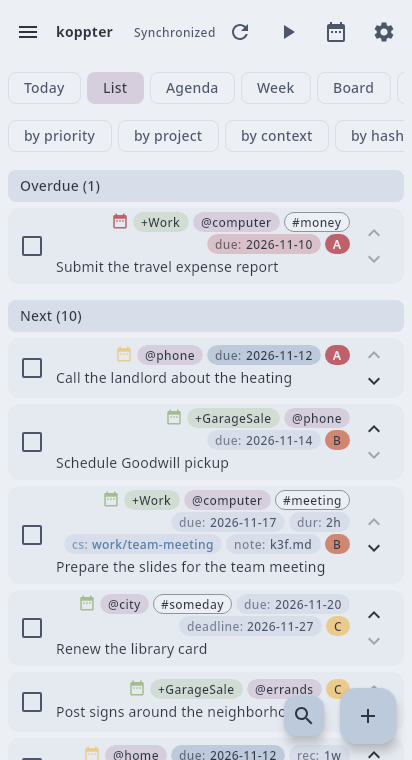 koppter Synchronized
Today List Agenda Week Board
by priority by project by context by hash
Overdue (1)
+Work @computer #money
due: 2026-11-10 A
Submit the travel expense report
Next (10)
@phone due: 2026-11-12 A
Call the landlord about the heating
+GarageSale @phone
due: 2026-11-14 B
Schedule Goodwill pickup
+Work @computer #meeting
due: 2026-11-17 dur: 2h
cs: work/team-meeting note: k3f.md B
Prepare the slides for the team meeting
@city #someday due: 2026-11-20
deadline: 2026-11-27 C
Renew the library card
+GarageSale @errands C
Post signs around the neighborho
@home due: 2026-11-12 rec: 1w